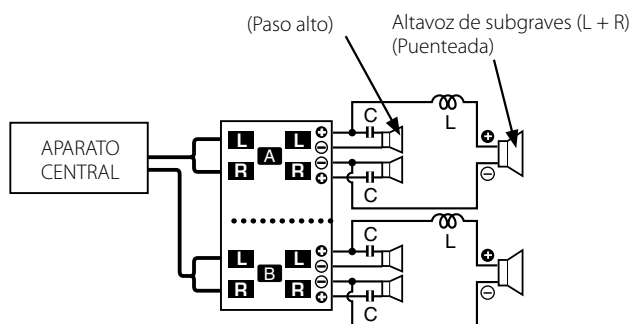 (Paso alto)
Altavoz de subgraves (L + R)
(Puenteada)
APARATO
CENTRAL
L A L ⊕ C L ⊕
⊖
R R ⊖ ⊖
⊕ C
L B L ⊕ C L ⊕
⊖
R R ⊖ ⊖
⊕ C